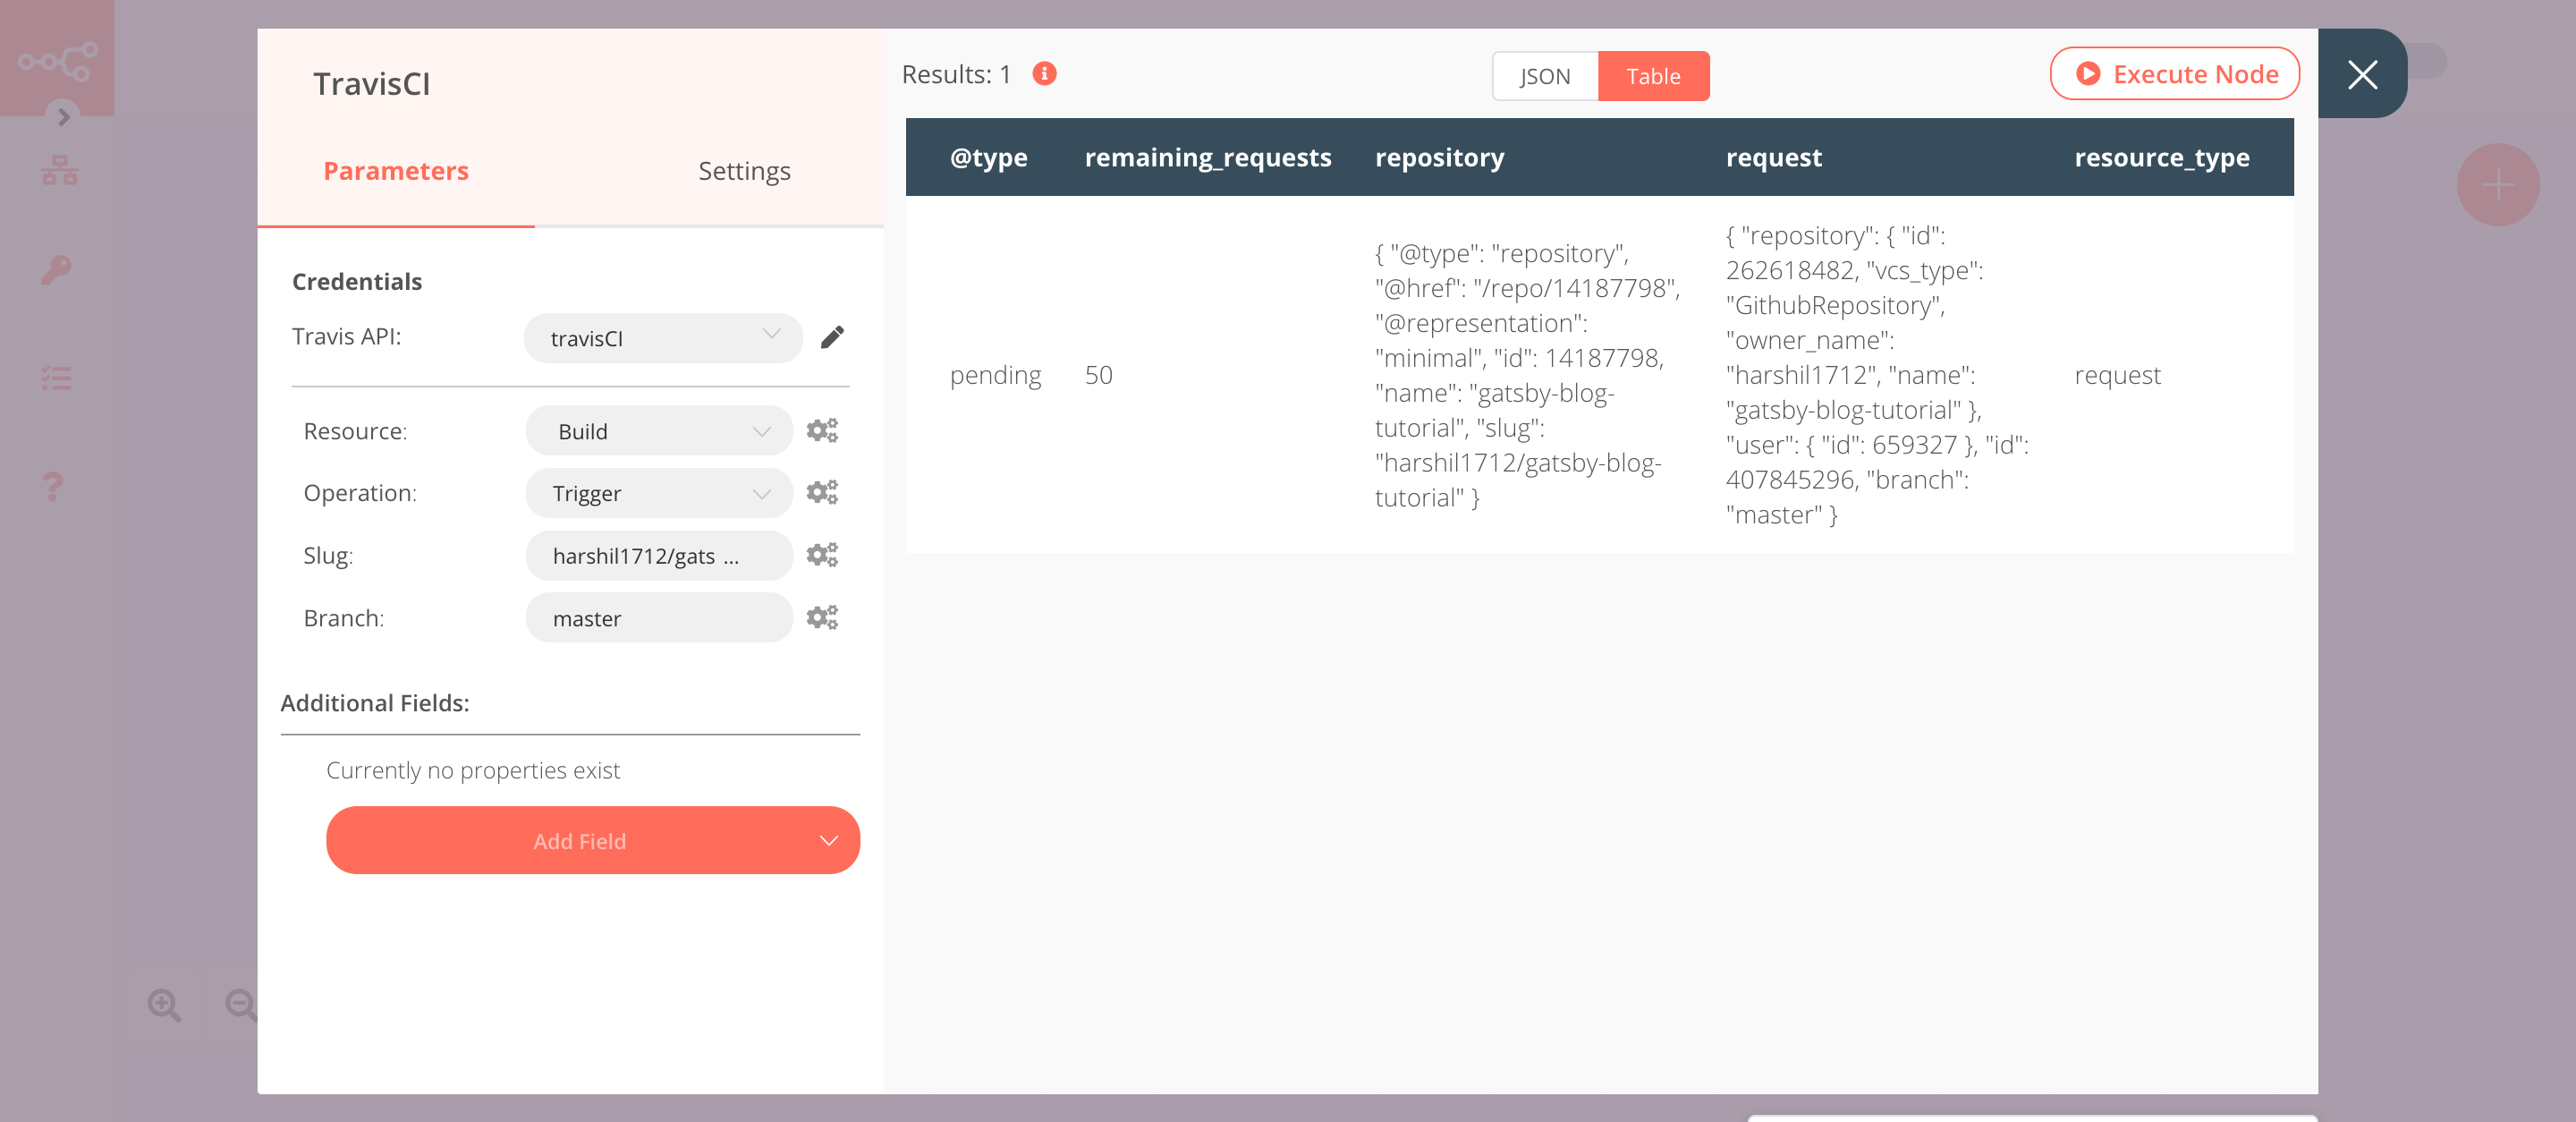 TravisCI
Parameters
Settings
Credentials
Travis API:
travisCI
Resource:
Build
Operation:
Trigger
Slug:
harshil1712/gats ...
Branch:
master
Additional Fields:
Currently no properties exist
Add Field
Results: 1
JSON
Table
Execute Node
@type
remaining_requests
repository
request
resource_type
pending
50
{ "@type": "repository",
"@href": "/repo/14187798",
"@representation":
"minimal", "id": 14187798,
"name": "gatsby-blog-
tutorial", "slug":
"harshil1712/gatsby-blog-
tutorial" }
{ "repository": { "id":
262618482, "vcs_type":
"GithubRepository",
"owner_name":
"harshil1712", "name":
"gatsby-blog-tutorial" },
"user": { "id": 659327 }, "id":
407845296, "branch":
"master" }
request